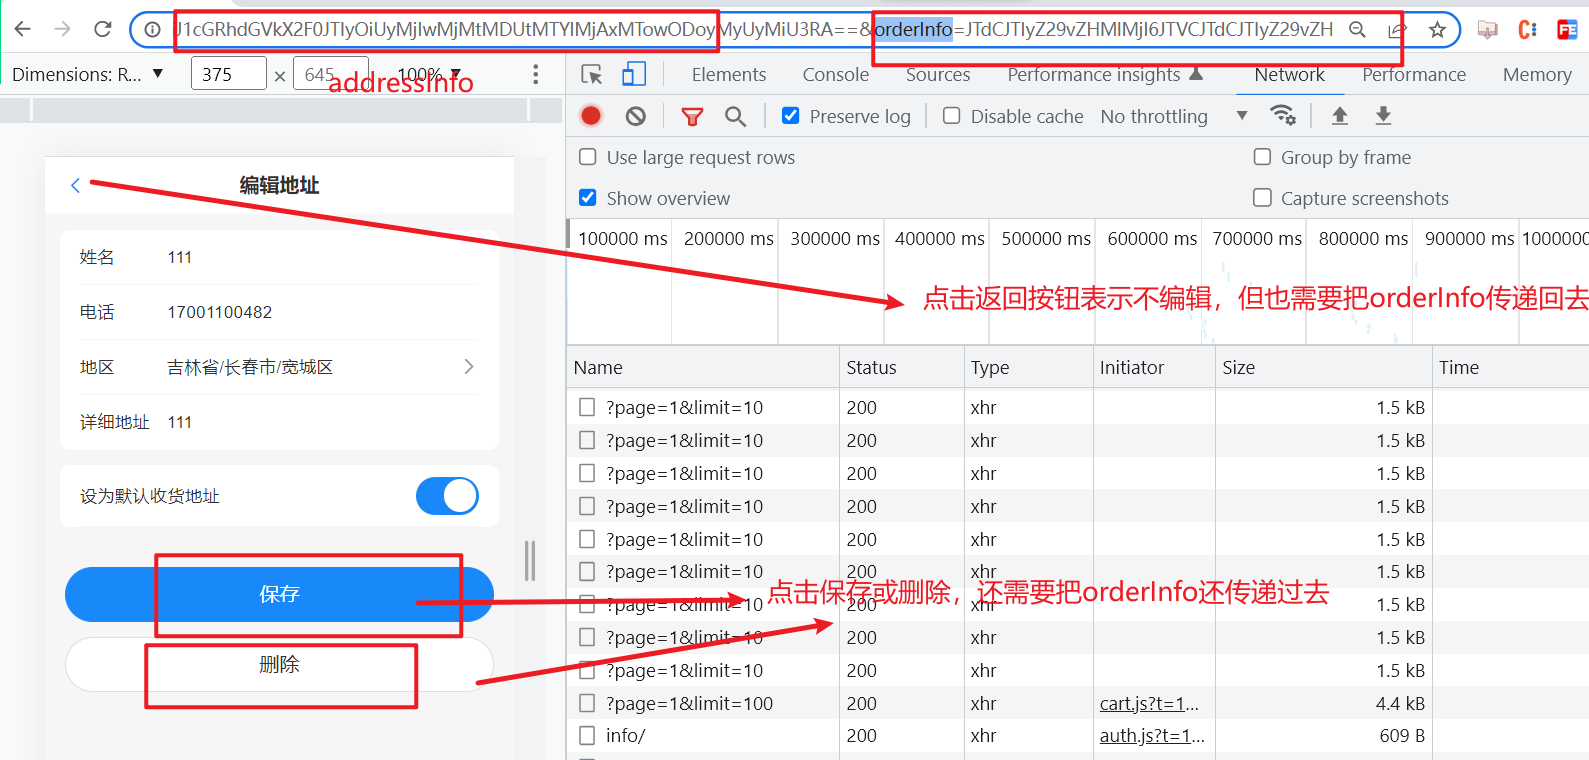 J1cGRhdGVkX2F0JTIyOiUyMjIwMjMtMDUtMTYlMjAxMTowODoyMyUyMiU3RA==&orderInfo=JTdCJTIyZ29vZHMlMjI6JTVCJTdCJTIyZ29vZH
Dimensions: R... ▼ 375 × 645 100% ▼
addressInfo
Elements Console Sources Performance insights Network Performance Memory
Preserve log Disable cache No throttling ▼
Use large request rows Group by frame
Show overview Capture screenshots
编辑地址
姓名 111
电话 17001100482
地区 吉林省/长春市/宽城区
详细地址 111
设为默认收货地址
保存
删除
100000 ms 200000 ms 300000 ms 400000 ms 500000 ms 600000 ms 700000 ms 800000 ms 900000 ms 1000000
点击返回按钮表示不编辑，但也需要把orderInfo传递回去
Name Status Type Initiator Size Time
?page=1&limit=10 200 xhr 1.5 kB
?page=1&limit=10 200 xhr 1.5 kB
?page=1&limit=10 200 xhr 1.5 kB
?page=1&limit=10 200 xhr 1.5 kB
?page=1&limit=10 200 xhr 1.5 kB
?page=1&limit=10 200 xhr 1.5 kB
点击保存或删除，还需要把orderInfo还传递过去
?page=1&limit=10 200 xhr 1.5 kB
?page=1&limit=10 200 xhr 1.5 kB
?page=1&limit=10 200 xhr 1.5 kB
?page=1&limit=100 200 xhr cart.js?t=1... 4.4 kB
info/ 200 xhr auth.js?t=1... 609 B